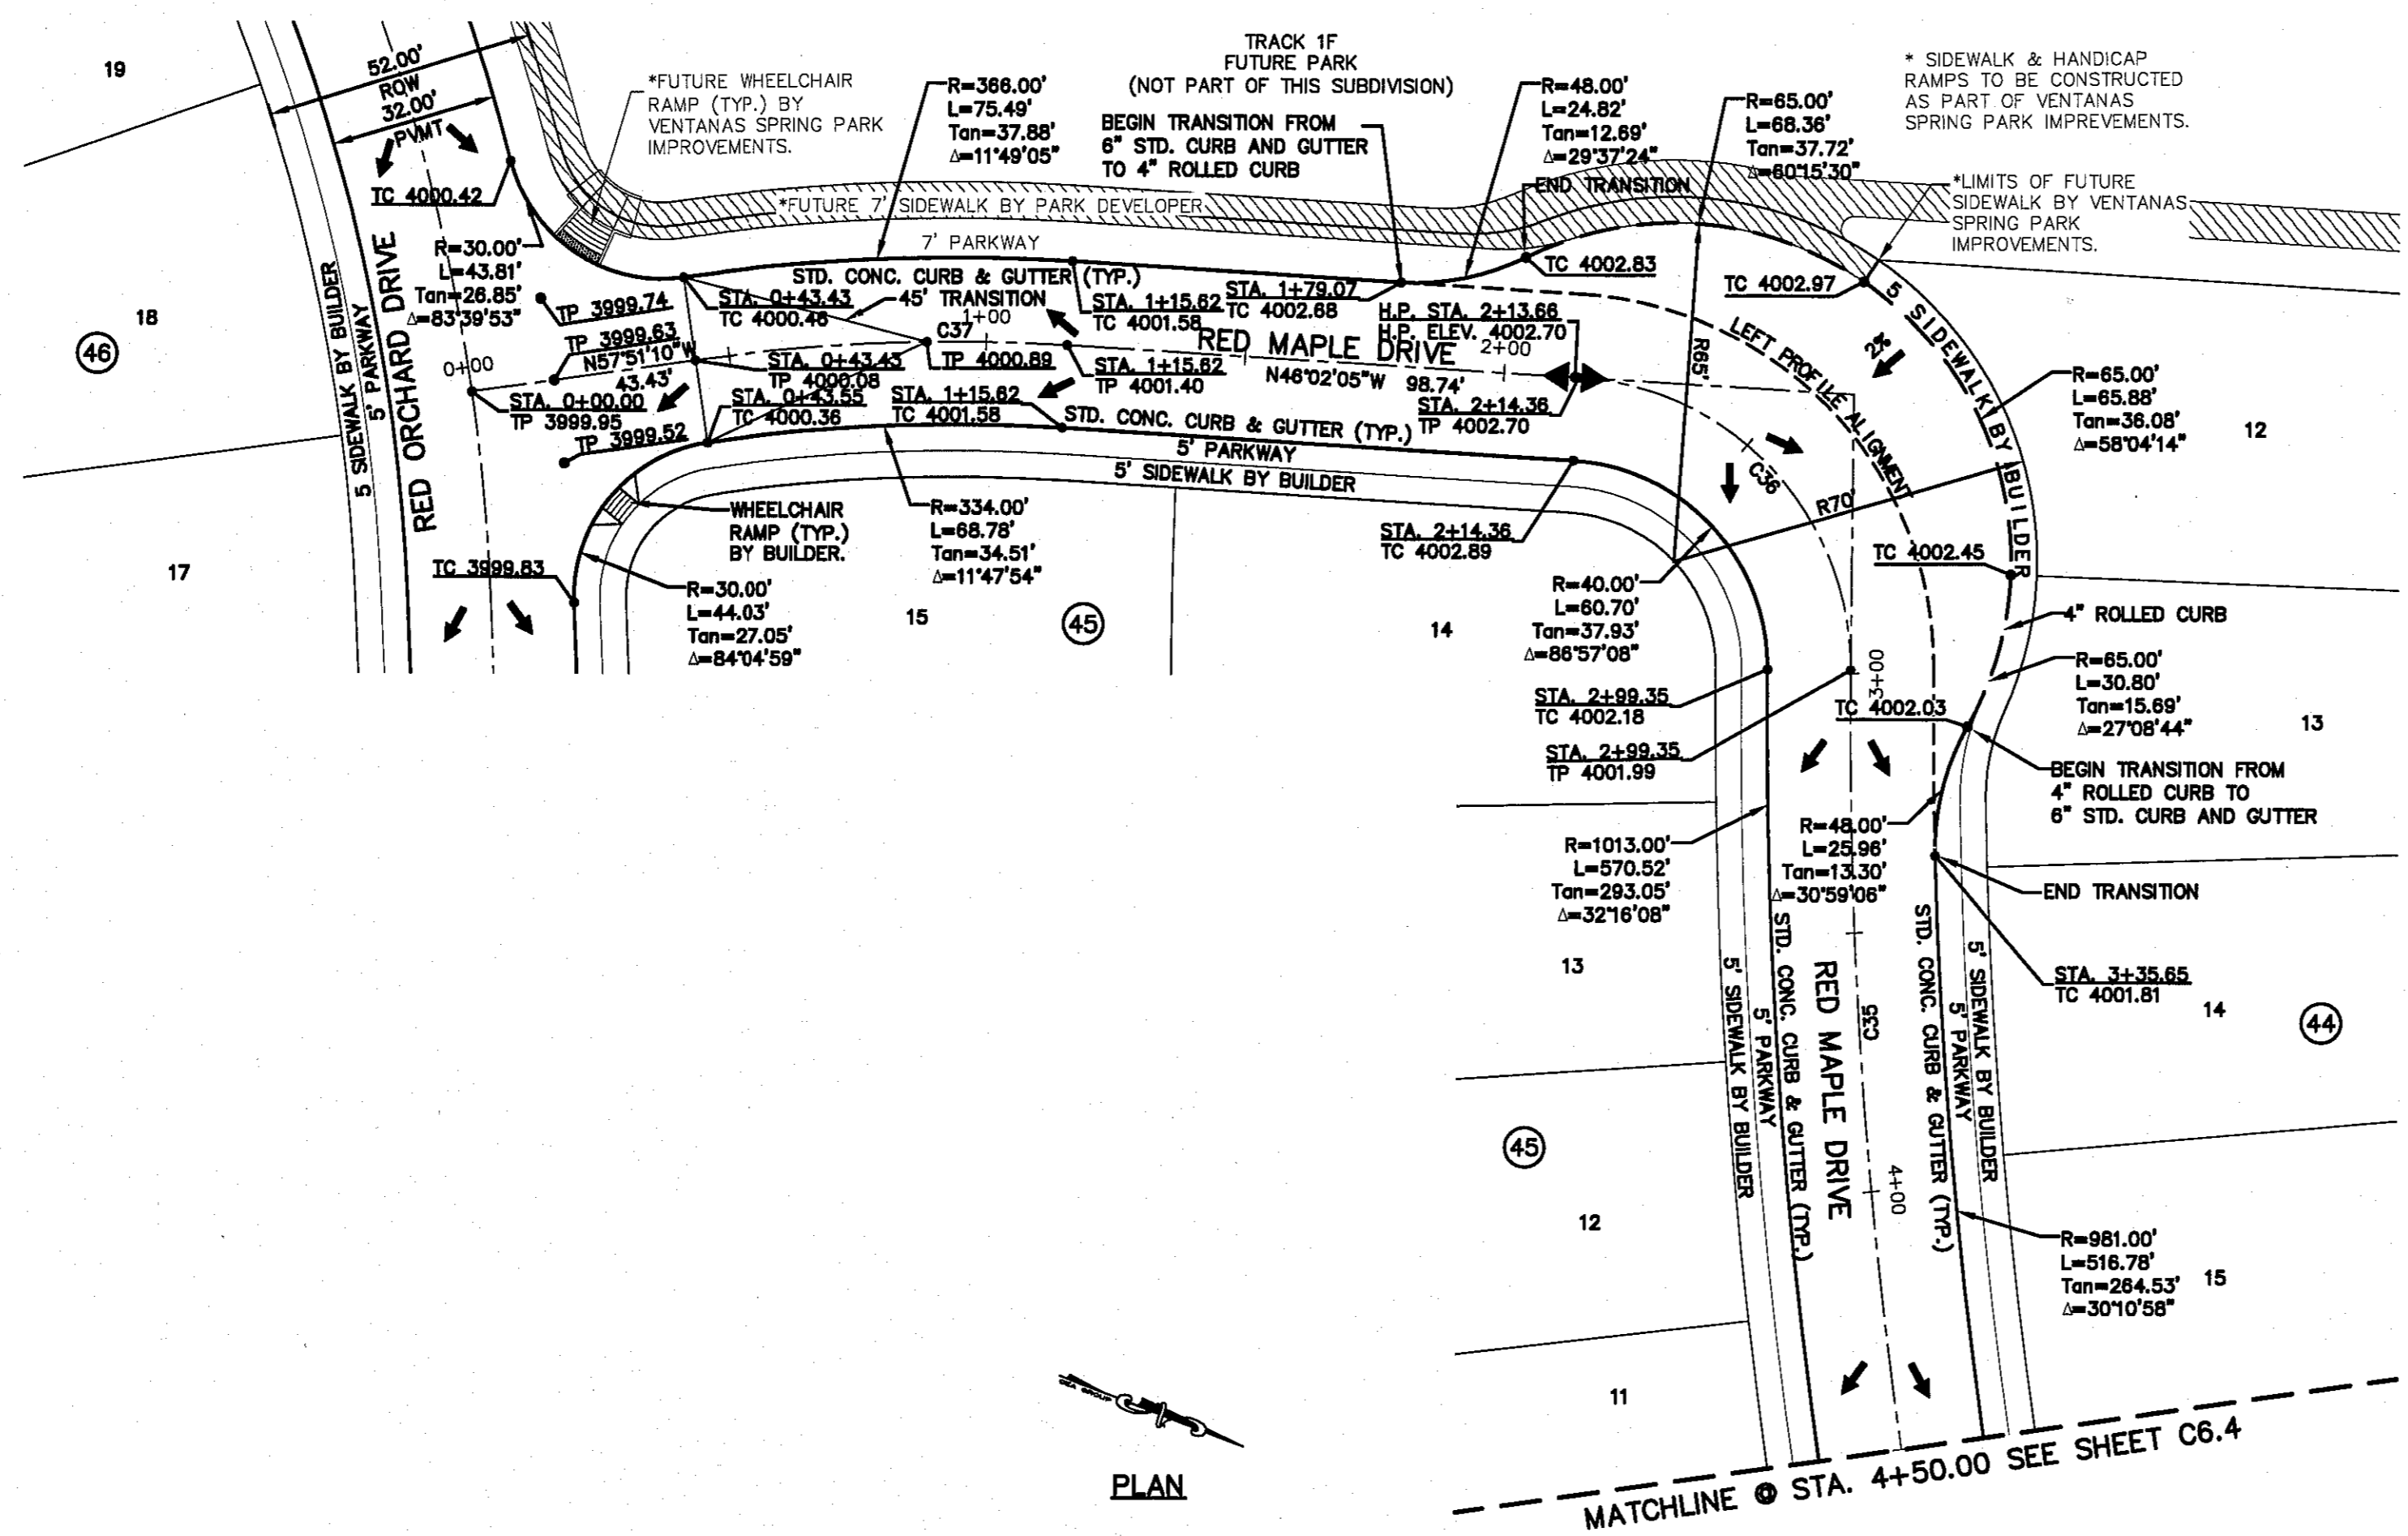 19
52.00'
ROW
32.00'
PVMT
*FUTURE WHEELCHAIR
RAMP (TYP.) BY
VENTANAS SPRING PARK
IMPROVEMENTS.
R=366.00'
L=75.49'
Tan=37.88'
Δ=11°49'05"
TRACK 1F
FUTURE PARK
(NOT PART OF THIS SUBDIVISION)
BEGIN TRANSITION FROM
6" STD. CURB AND GUTTER
TO 4" ROLLED CURB
R=48.00'
L=24.82'
Tan=12.69'
Δ=29°37'24"
END TRANSITION
R=65.00'
L=68.36'
Tan=37.72'
Δ=60°15'30"
* SIDEWALK & HANDICAP
RAMPS TO BE CONSTRUCTED
AS PART OF VENTANAS
SPRING PARK IMPREVEMENTS.
*LIMITS OF FUTURE
SIDEWALK BY VENTANAS
SPRING PARK
IMPROVEMENTS.
TC 4000.42
*FUTURE 7' SIDEWALK BY PARK DEVELOPER
7' PARKWAY
R=30.00'
L=43.81'
Tan=26.85'
Δ=83°39'53"
STD. CONC. CURB & GUTTER (TYP.)
TC 4002.83
TC 4002.97
STA. 0+43.43
TC 4000.46
45' TRANSITION
STA. 1+15.62
TC 4001.58
STA. 1+79.07
TC 4002.68
H.P. STA. 2+13.66
H.P. ELEV. 4002.70
18
46
17
5 SIDEWALK BY BUILDER
5' PARKWAY
RED ORCHARD DRIVE
TP 3999.74
TP 3999.63
N57°51'10"W
43.43'
0+00
STA. 0+00.00
TP 3999.95
TP 3999.52
STA. 0+43.43
TP 4000.08
STA. 0+43.55
TC 4000.36
C37
1+00
TP 4000.89
STA. 1+15.62
TP 4001.40
STA. 1+15.62
TC 4001.58
RED MAPLE DRIVE
2+00
N46°02'05"W 98.74'
STA. 2+14.36
TP 4002.70
STD. CONC. CURB & GUTTER (TYP.)
5' PARKWAY
5' SIDEWALK BY BUILDER
R65'
LEFT PROFILE ALIGNMENT
2%
5 SIDEWALK BY BUILDER
R=65.00'
L=65.88'
Tan=36.08'
Δ=58°04'14"
12
C36
R70'
WHEELCHAIR
RAMP (TYP.)
BY BUILDER.
R=334.00'
L=68.78'
Tan=34.51'
Δ=11°47'54"
STA. 2+14.36
TC 4002.89
TC 4002.45
TC 3999.83
R=30.00'
L=44.03'
Tan=27.05'
Δ=84°04'59"
15
45
14
R=40.00'
L=60.70'
Tan=37.93'
Δ=86°57'08"
4" ROLLED CURB
R=65.00'
L=30.80'
Tan=15.69'
Δ=27°08'44"
13
STA. 2+99.35
TC 4002.18
3+00
TC 4002.03
STA. 2+99.35
TP 4001.99
BEGIN TRANSITION FROM
4" ROLLED CURB TO
6" STD. CURB AND GUTTER
R=1013.00'
L=570.52'
Tan=293.05'
Δ=32°16'08"
R=48.00'
L=25.96'
Tan=13.30'
Δ=30°59'06"
END TRANSITION
13
STA. 3+35.65
TC 4001.81
14
44
5' SIDEWALK BY BUILDER
5' PARKWAY
STD. CONC. CURB & GUTTER (TYP.)
RED MAPLE DRIVE
C35
4+00
STD. CONC. CURB & GUTTER (TYP.)
5' PARKWAY
5' SIDEWALK BY BUILDER
45
12
R=981.00'
L=516.78'
Tan=264.53'
Δ=30°10'58"
15
11
PLAN
MATCHLINE @ STA. 4+50.00 SEE SHEET C6.4